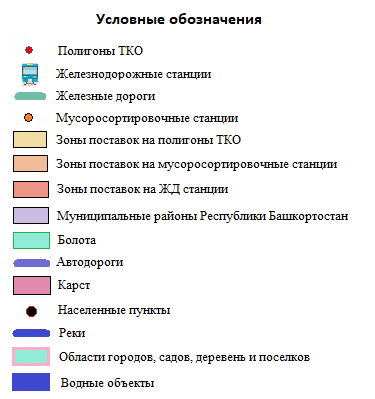 Условные обозначения
Полигоны ТКО
Железнодорожные станции
Железные дороги
Мусоросортировочные станции
Зоны поставок на полигоны ТКО
Зоны поставок на мусоросортировочные станции
Зоны поставок на ЖД станции
Муниципальные районы Республики Башкортостан
Болота
Автодороги
Карст
Населенные пункты
Реки
Области городов, садов, деревень и поселков
Водные объекты